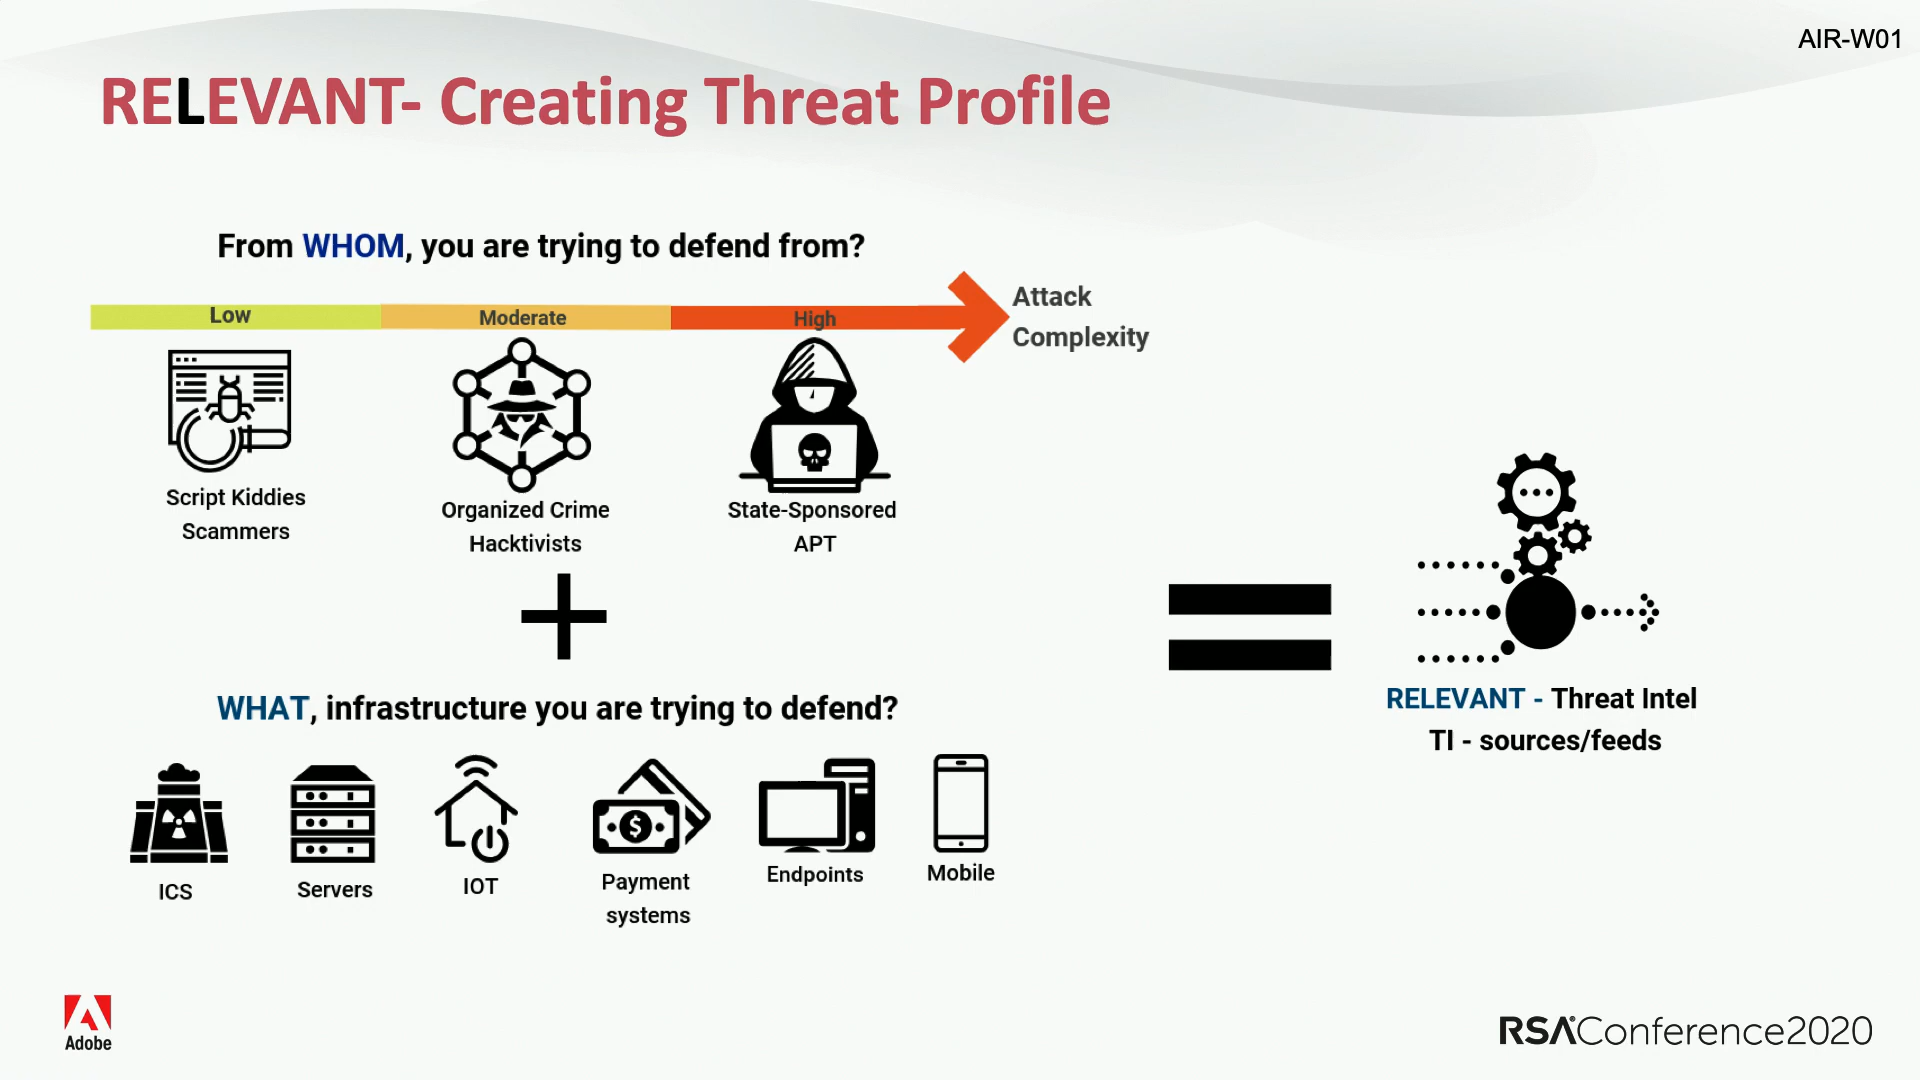 AIR-W01
RELEVANT- Creating Threat Profile
From WHOM, you are trying to defend from?
Low
Moderate
High
Attack
Complexity
Script Kiddies
Scammers
Organized Crime
Hacktivists
State-Sponsored
APT
WHAT, infrastructure you are trying to defend?
ICS
Servers
IOT
Payment
systems
Endpoints
Mobile
RELEVANT - Threat Intel
TI - sources/feeds
Adobe
RSAConference2020